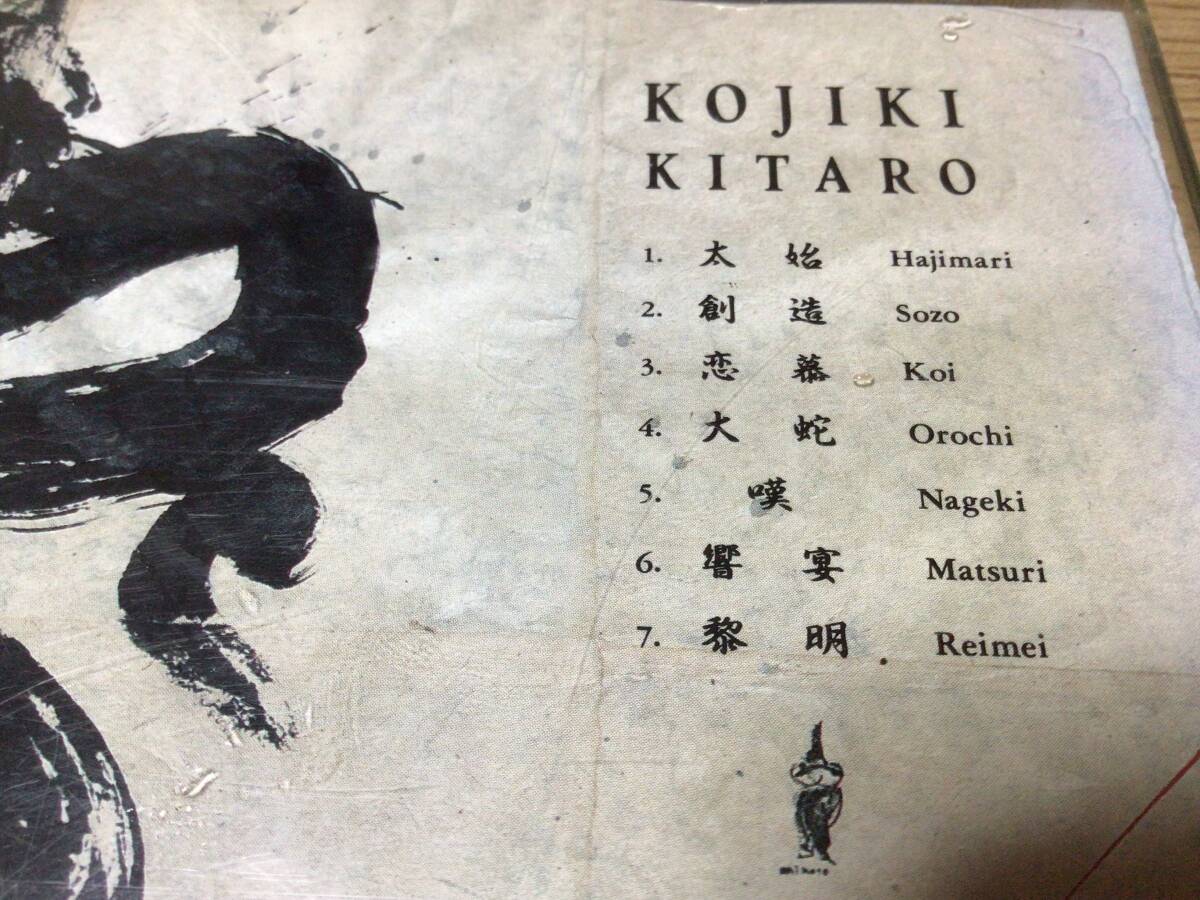 KOJIKI
KITARO
1. 太始 Hajimari
2. 創造 Sozo
3. 恋慕 Koi
4. 大蛇 Orochi
5. 嘆 Nageki
6. 響宴 Matsuri
7. 黎明 Reimei